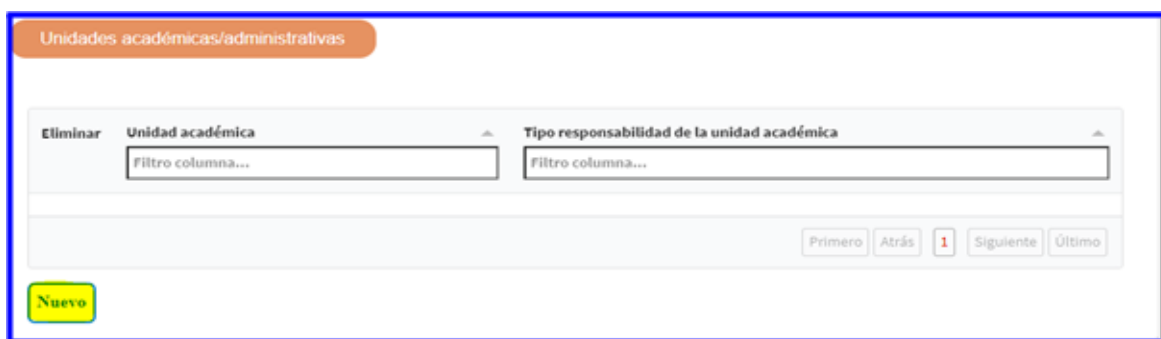 Unidades académicas/administrativas
Eliminar Unidad académica Tipo responsabilidad de la unidad académica
Filtro columna... Filtro columna...
Primero Atrás 1 Siguiente Último
Nuevo